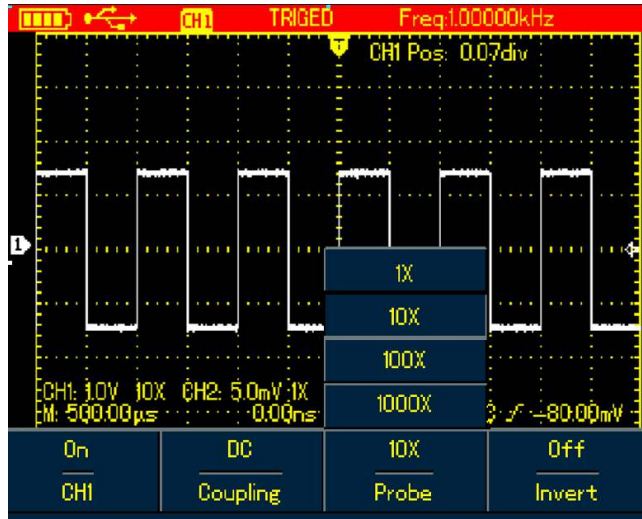 CH1 TRIGED Freq:1.00000kHz
T
CH1 Pos: 0.07div
1
1X
10X
100X
1000X
CH1: 1.0V 10X CH2: 5.0mV 1X
M: 500.00µs 0.00ns -80.00mV
On DC 10X Off
CH1 Coupling Probe Invert